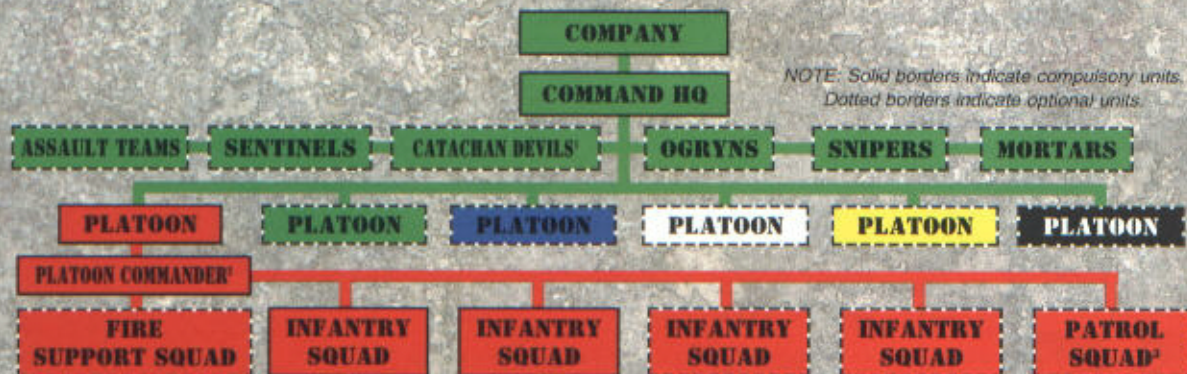 COMPANY
COMMAND HQ
NOTE: Solid borders indicate compulsory units.
Dotted borders indicate optional units.
ASSAULT TEAMS SENTINELS CATACHAN DEVILS¹ OGRYNS SNIPERS MORTARS
PLATOON PLATOON PLATOON PLATOON PLATOON PLATOON
PLATOON COMMANDER²
FIRE
SUPPORT SQUAD
INFANTRY
SQUAD
INFANTRY
SQUAD
INFANTRY
SQUAD
INFANTRY
SQUAD
PATROL
SQUAD³